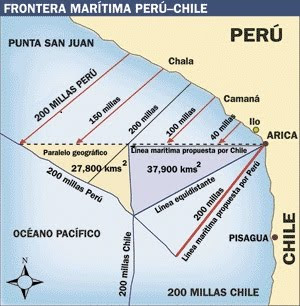 FRONTERA MARÍTIMA PERÚ–CHILE
PUNTA SAN JUAN
PERÚ
Chala
200 MILLAS PERÚ
150 millas
200 millas
Camaná
100 millas
Ilo
40 millas
ARICA
Paralelo geográfico
Línea marítima propuesta por Chile
27,800 kms²
37,900 kms²
200 millas Perú
Línea equidistante
200 millas
Línea marítima propuesta por Perú
OCÉANO PACÍFICO
PISAGUA
CHILE
200 millas Chile
N
200 MILLAS CHILE